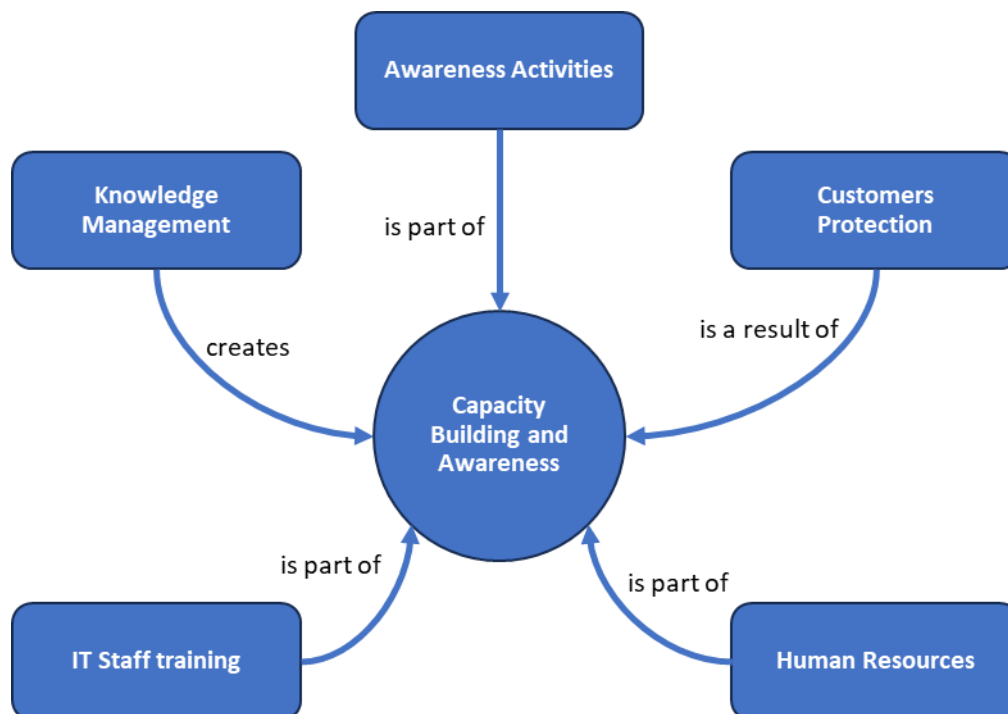 Awareness Activities
Knowledge
Management
Customers
Protection
is part of
creates
is a result of
Capacity
Building and
Awareness
is part of
is part of
IT Staff training
Human Resources